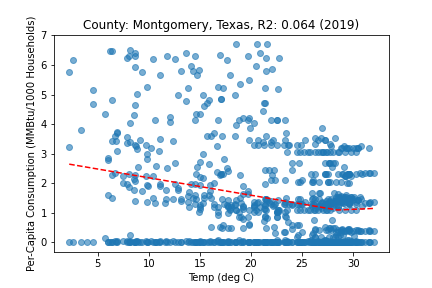 County: Montgomery, Texas, R2: 0.064 (2019)
Per-Capita Consumption (MMBtu/1000 Households)
7
6
5
4
3
2
1
0
5 10 15 20 25 30
Temp (deg C)